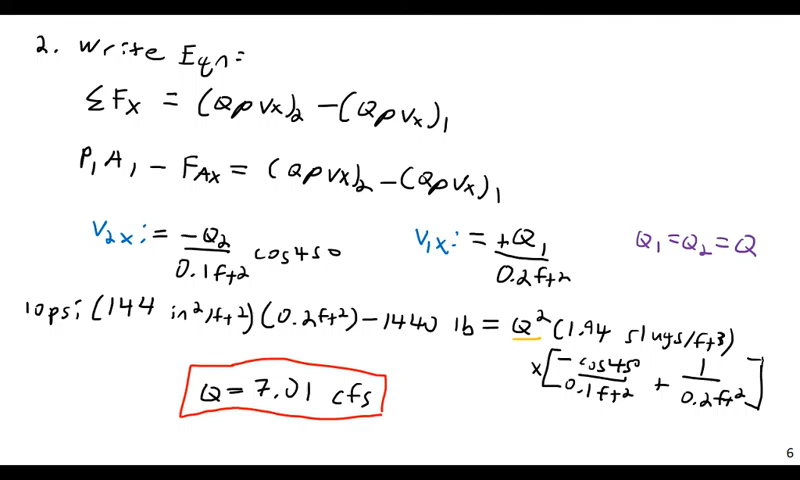 2. Write Eqn:
ΣFx = (QρVx)2 - (QρVx)1
P1A1 - FAx = (QρVx)2 - (QρVx)1
V2x: = -Q2 / 0.1ft2 cos450 V1x: = +Q1 / 0.2ft2 Q1=Q2=Q
10psi (144 in²/ft2)(0.2ft2) - 1440 lb = Q² (1.94 slugs/ft3)
x[-cos450 / 0.1ft2 + 1 / 0.2ft²]
Q=7.01 cfs
6